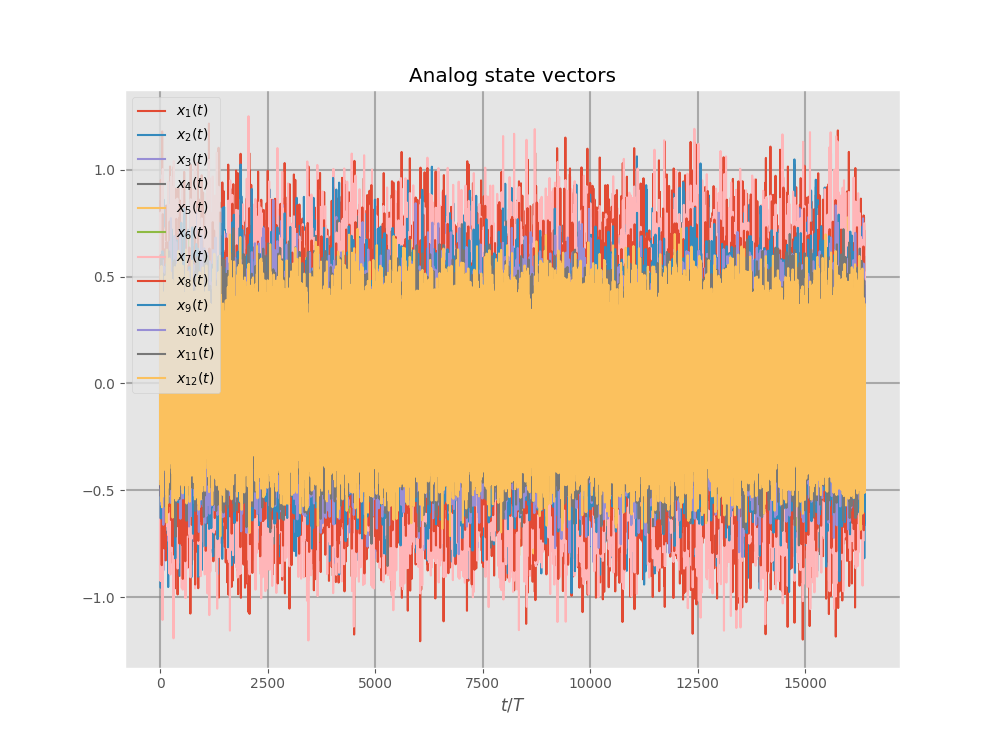 Analog state vectors
x₁(t)
x₂(t)
x₃(t)
x₄(t)
x₅(t)
x₆(t)
x₇(t)
x₈(t)
x₉(t)
x₁₀(t)
x₁₁(t)
x₁₂(t)
1.0
0.5
0.0
−0.5
−1.0
0 2500 5000 7500 10000 12500 15000
t/T